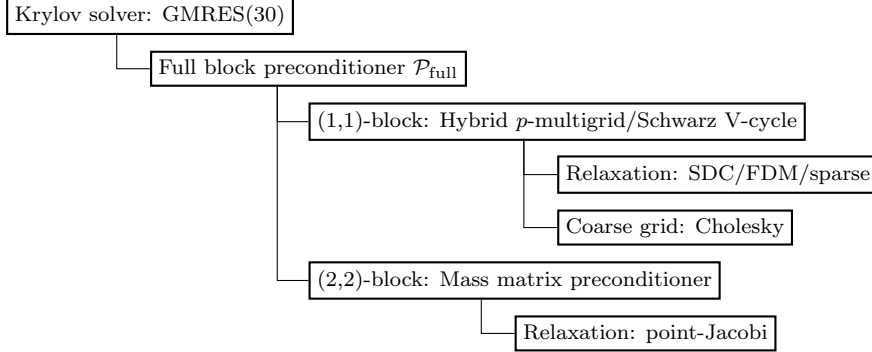 Krylov solver: GMRES(30)
Full block preconditioner 𝒫full
(1,1)-block: Hybrid p-multigrid/Schwarz V-cycle
Relaxation: SDC/FDM/sparse
Coarse grid: Cholesky
(2,2)-block: Mass matrix preconditioner
Relaxation: point-Jacobi